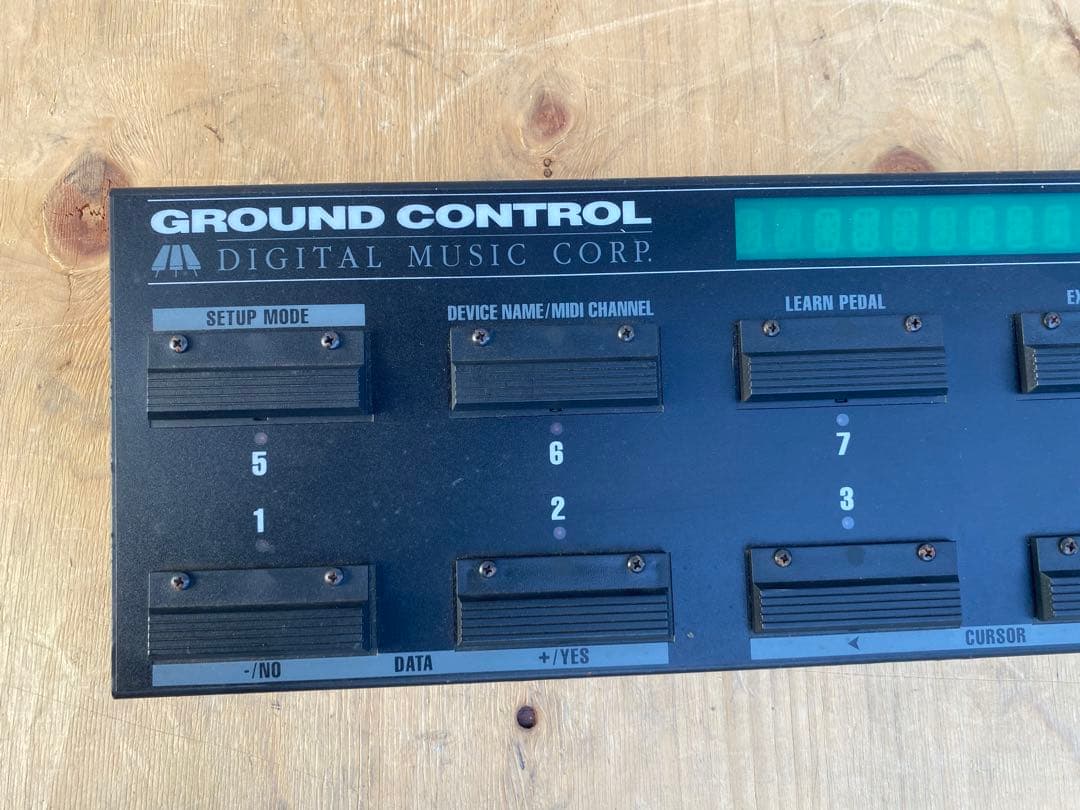 GROUND CONTROL
DIGITAL MUSIC CORP.
SETUP MODE
DEVICE NAME/MIDI CHANNEL
LEARN PEDAL
EX
5
6
7
1
2
3
-/NO
DATA
+/YES
CURSOR